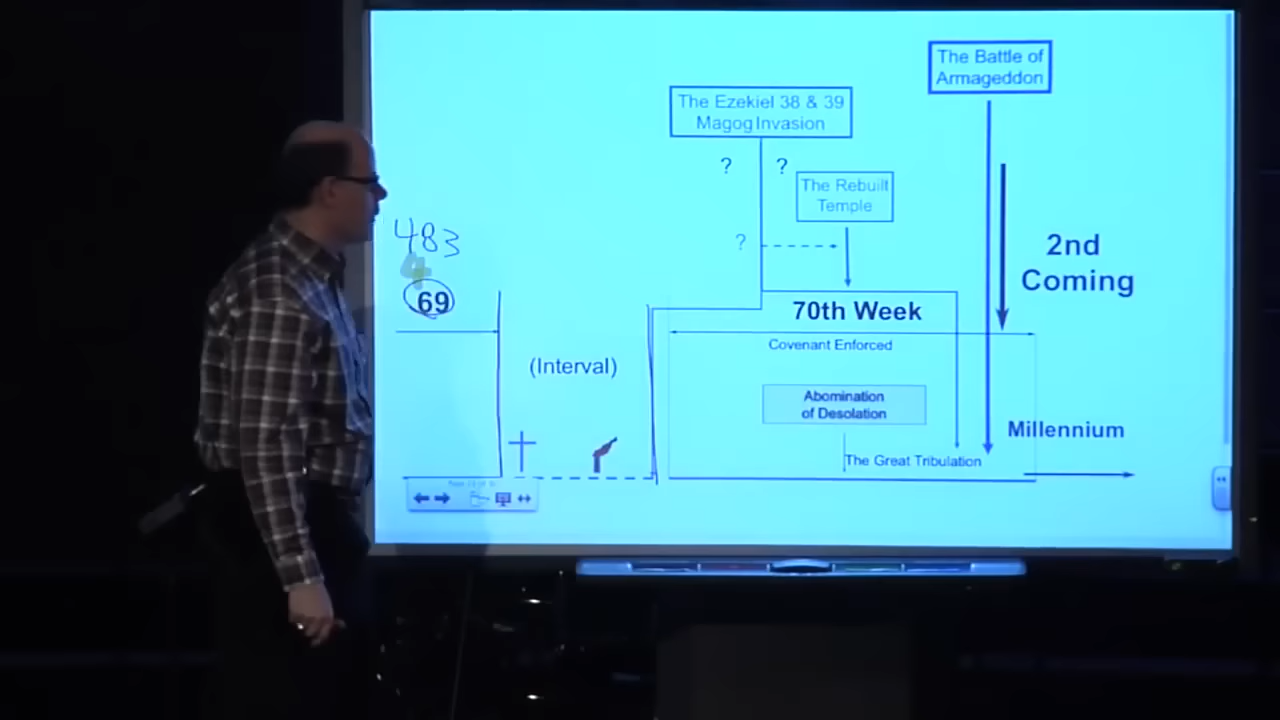 The Battle of
Armageddon
The Ezekiel 38 & 39
Magog Invasion
?
?
The Rebuilt
Temple
?
2nd
Coming
483
69
70th Week
Covenant Enforced
(Interval)
Abomination
of Desolation
Millennium
The Great Tribulation